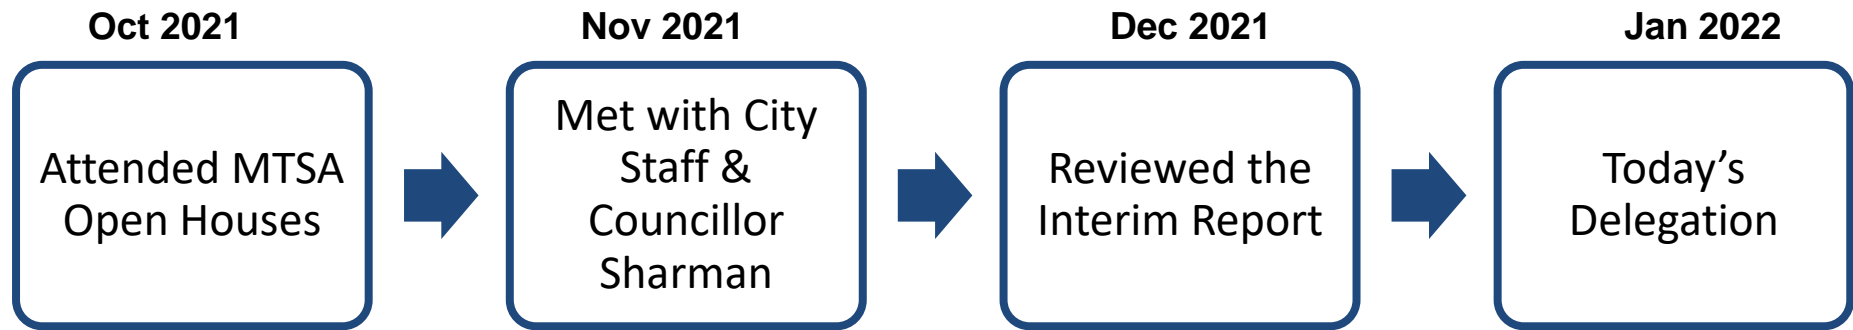 Oct 2021
Nov 2021
Dec 2021
Jan 2022
Attended MTSA
Open Houses
Met with City
Staff &
Councillor
Sharman
Reviewed the
Interim Report
Today’s
Delegation